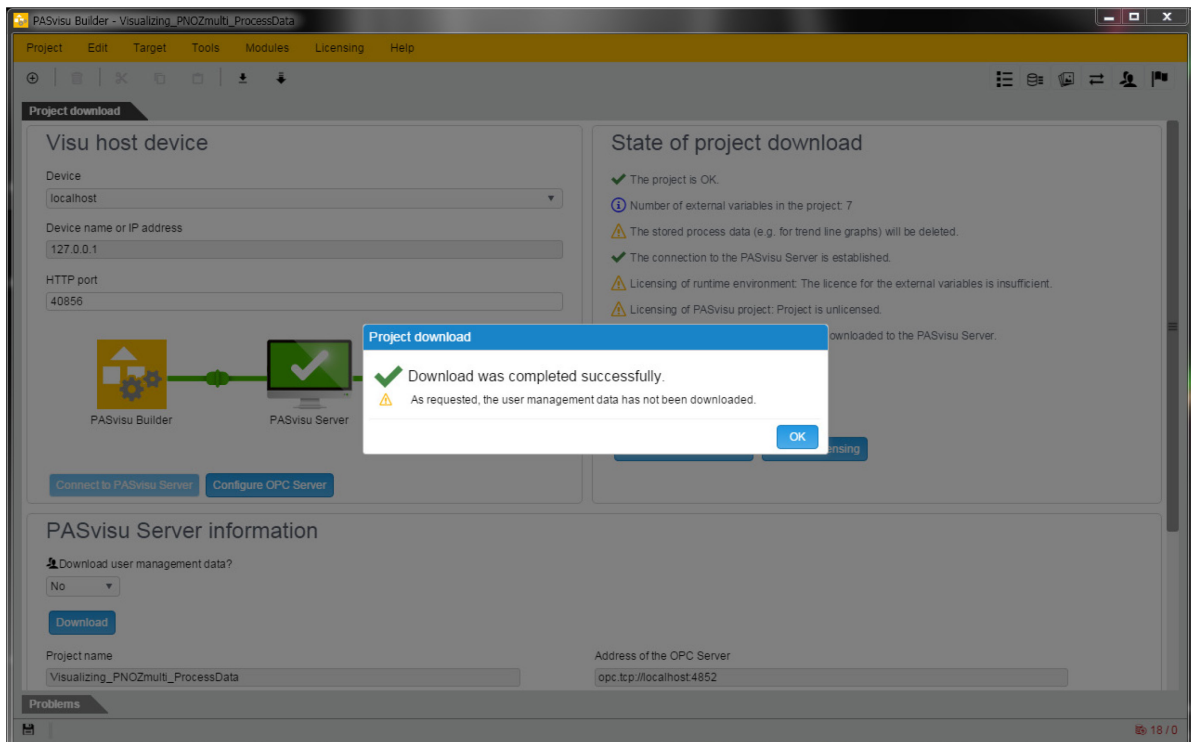 PASvisu Builder - Visualizing_PNOZmulti_ProcessData
Project Edit Target Tools Modules Licensing Help
Project download
Visu host device
Device
localhost
Device name or IP address
127.0.0.1
HTTP port
40856
PASvisu Builder
PASvisu Server
Connect to PASvisu Server
Configure OPC Server
State of project download
The project is OK.
Number of external variables in the project: 7
The stored process data (e.g. for trend line graphs) will be deleted.
The connection to the PASvisu Server is established.
Licensing of runtime environment: The licence for the external variables is insufficient.
Licensing of PASvisu project: Project is unlicensed.
ownloaded to the PASvisu Server.
ensing
Project download
Download was completed successfully.
As requested, the user management data has not been downloaded.
OK
PASvisu Server information
Download user management data?
No
Download
Project name
Visualizing_PNOZmulti_ProcessData
Address of the OPC Server
opc.tcp://localhost:4852
Problems
18 / 0